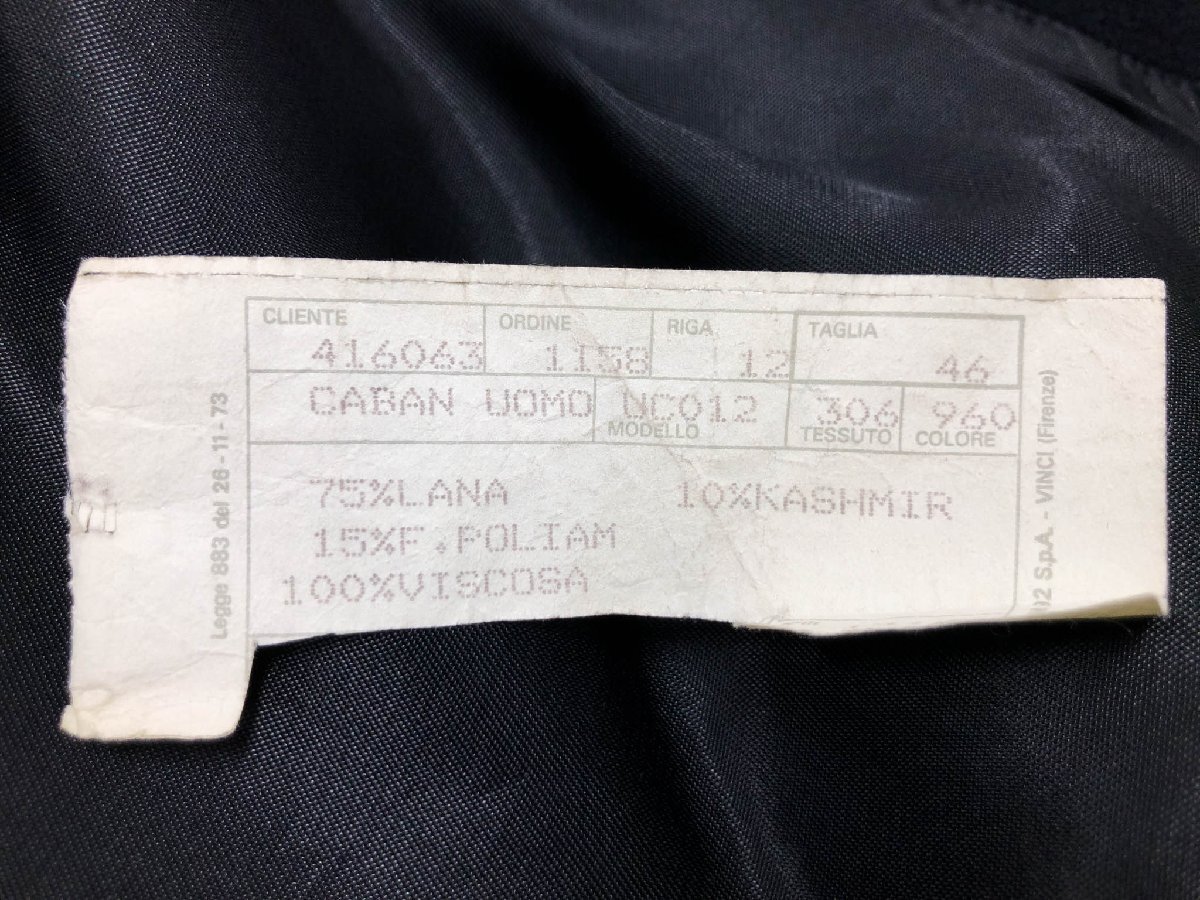 CLIENTE ORDINE RIGA TAGLIA
416063 1158 12 46
CABAN UOMO UC012 306 960
MODELLO TESSUTO COLORE
75%LANA 10%KASHMIR
15%F.POLIAM
100%VISCOSA
Legge 883 del 26-11-73
S.p.A. - VINCI (Firenze)